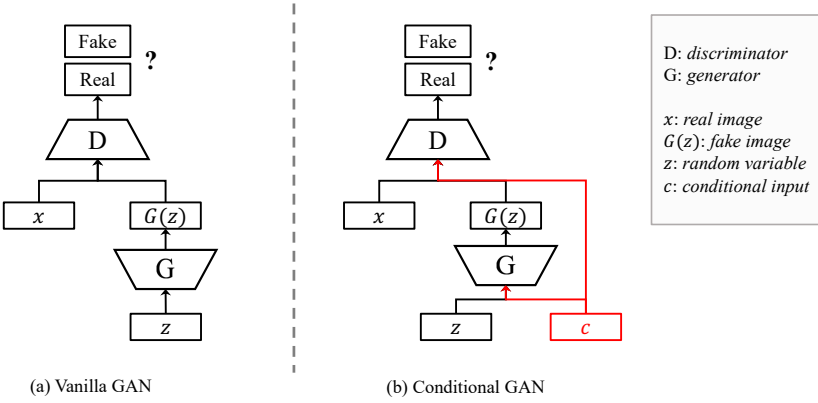 Fake
Real
?
D
x
G(z)
G
z
(a) Vanilla GAN
Fake
Real
?
D
x
G(z)
G
z
c
(b) Conditional GAN
D: discriminator
G: generator
x: real image
G(z): fake image
z: random variable
c: conditional input